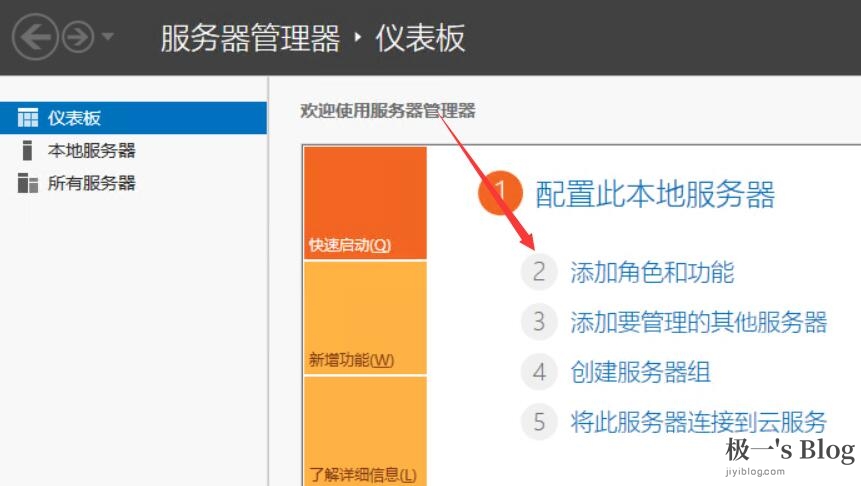 服务器管理器 ‣ 仪表板
仪表板
本地服务器
所有服务器
欢迎使用服务器管理器
快速启动(Q)
新增功能(W)
了解详细信息(L)
1 配置此本地服务器
2 添加角色和功能
3 添加要管理的其他服务器
4 创建服务器组
5 将此服务器连接到云服务
极一's Blog
jiyiblog.com